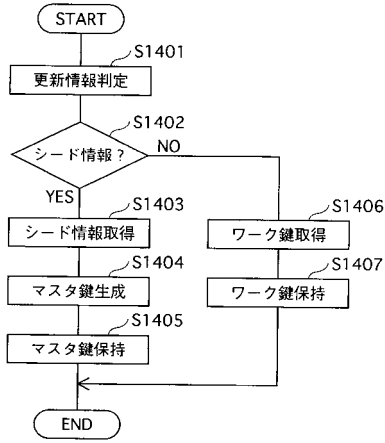 START
S1401
更新情報判定
S1402
シード情報？
NO
YES
S1403
シード情報取得
S1406
ワーク鍵取得
S1404
マスタ鍵生成
S1407
ワーク鍵保持
S1405
マスタ鍵保持
END